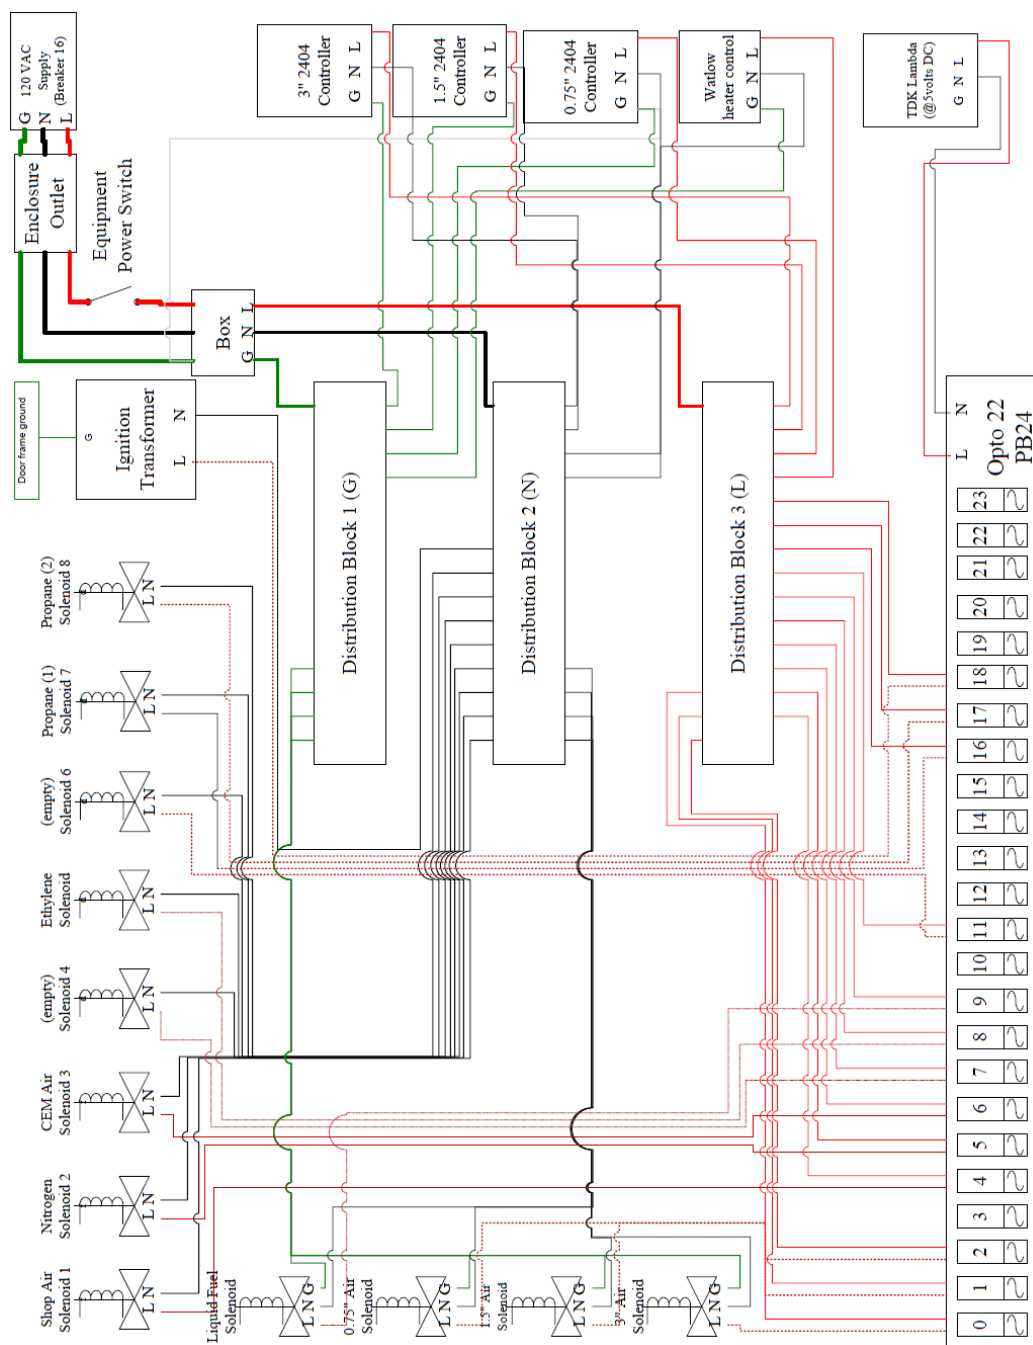 120 VAC
Supply
(Breaker 16)
G N L
Enclosure
Outlet
Equipment
Power Switch
Box
G N L
3" 2404
Controller
G N L
1.5" 2404
Controller
G N L
0.75" 2404
Controller
G N L
Watlow
heater control
G N L
TDK Lambda
(@5volts DC)
G N L
Door frame ground
G
Ignition
Transformer
L N
Distribution Block 1 (G)
Distribution Block 2 (N)
Distribution Block 3 (L)
L N
Opto 22
PB24
Shop Air
Solenoid 1
L N
Nitrogen
Solenoid 2
L N
CEM Air
Solenoid 3
L N
(empty)
Solenoid 4
L N
Ethylene
Solenoid
L N
(empty)
Solenoid 6
L N
Propane (1)
Solenoid 7
L N
Propane (2)
Solenoid 8
L N
Liquid Fuel
Solenoid
L N G
0.75" Air
Solenoid
L N G
1.5" Air
Solenoid
L N G
3" Air
Solenoid
L N G
0 1 2 3 4 5 6 7 8 9 10 11 12 13 14 15 16 17 18 19 20 21 22 23